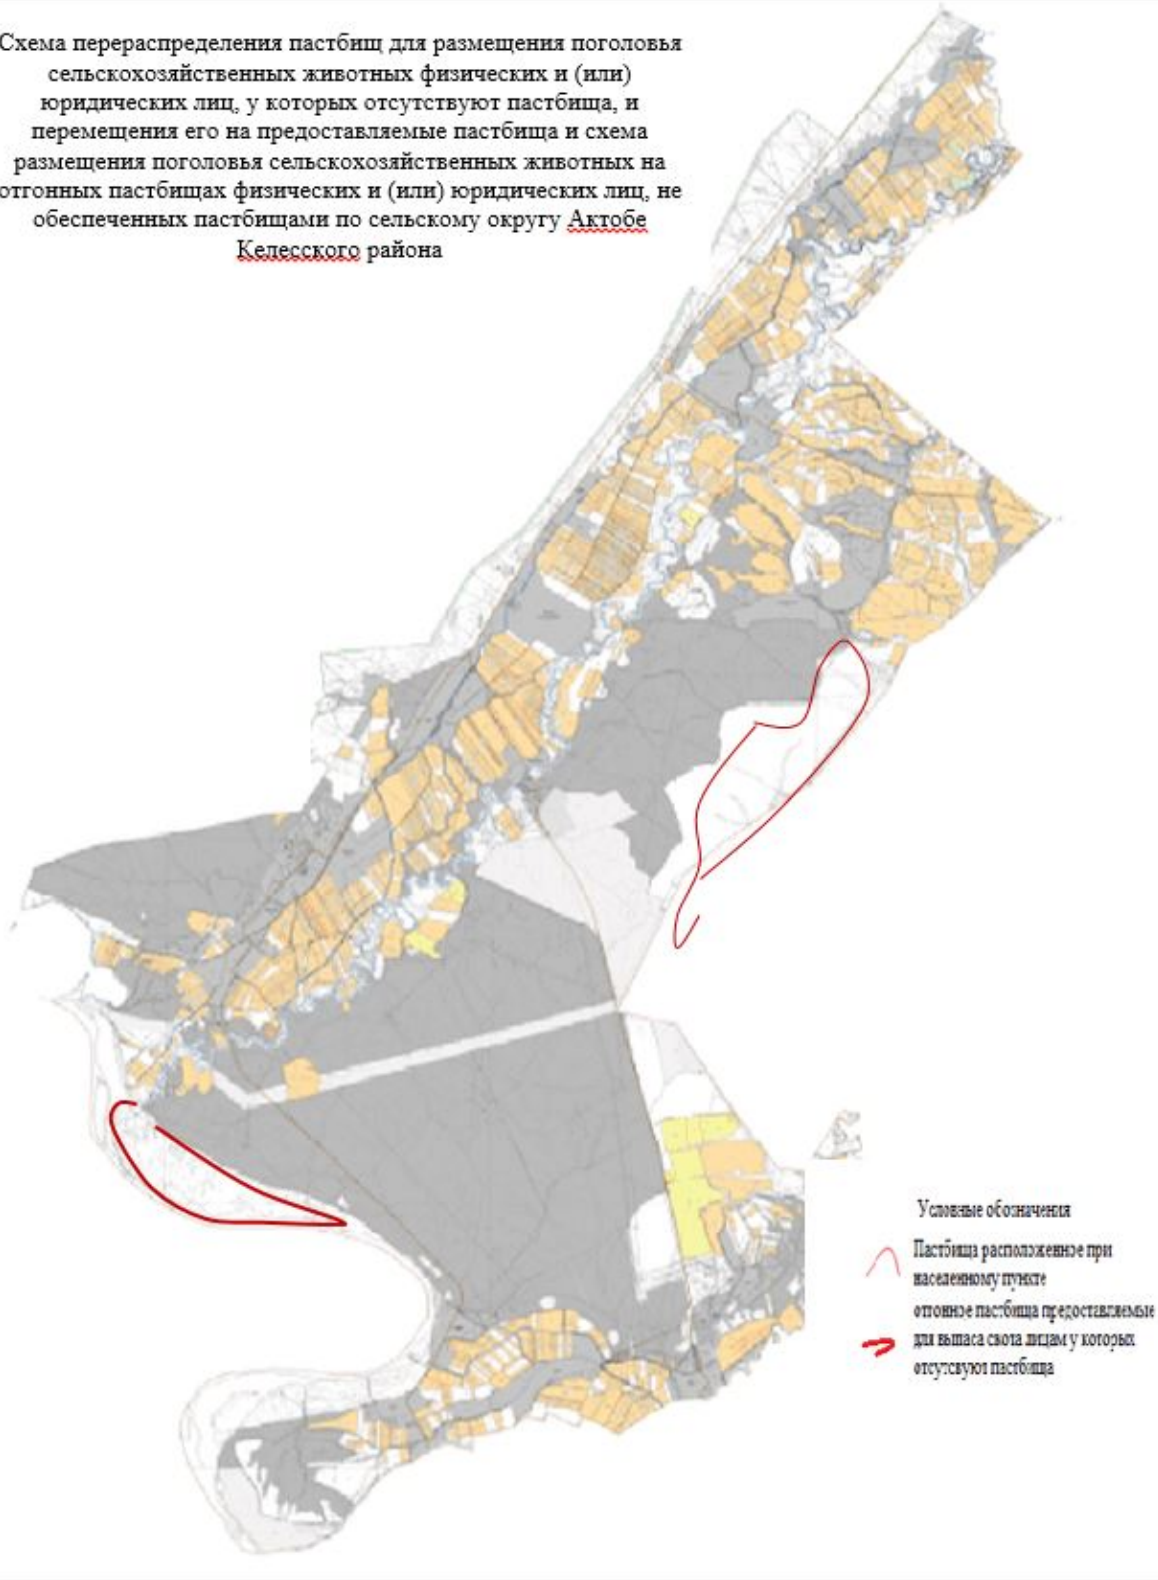 Схема перераспределения пастбищ для размещения поголовья
сельскохозяйственных животных физических и (или)
юридических лиц, у которых отсутствуют пастбища, и
перемещения его на предоставляемые пастбища и схема
размещения поголовья сельскохозяйственных животных на
отгонных пастбищах физических и (или) юридических лиц, не
обеспеченных пастбищами по сельскому округу Актобе
Келесского района
Условные обозначения
Пастбища расположенное при
населенному пункте
отгонное пастбища предоставляемые
для выпаса скота лицам у которых
отсутсвуют пастбища